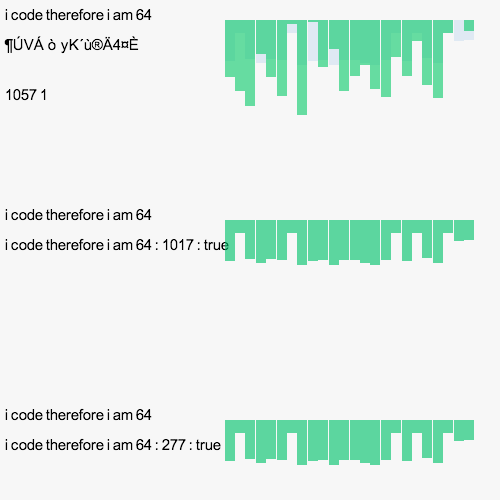 i code therefore i am 64
¶ÚVÁ ò yK´ù®Ä4¤È
1057 1
i code therefore i am 64
i code therefore i am 64 : 1017 : true
i code therefore i am 64
i code therefore i am 64 : 277 : true